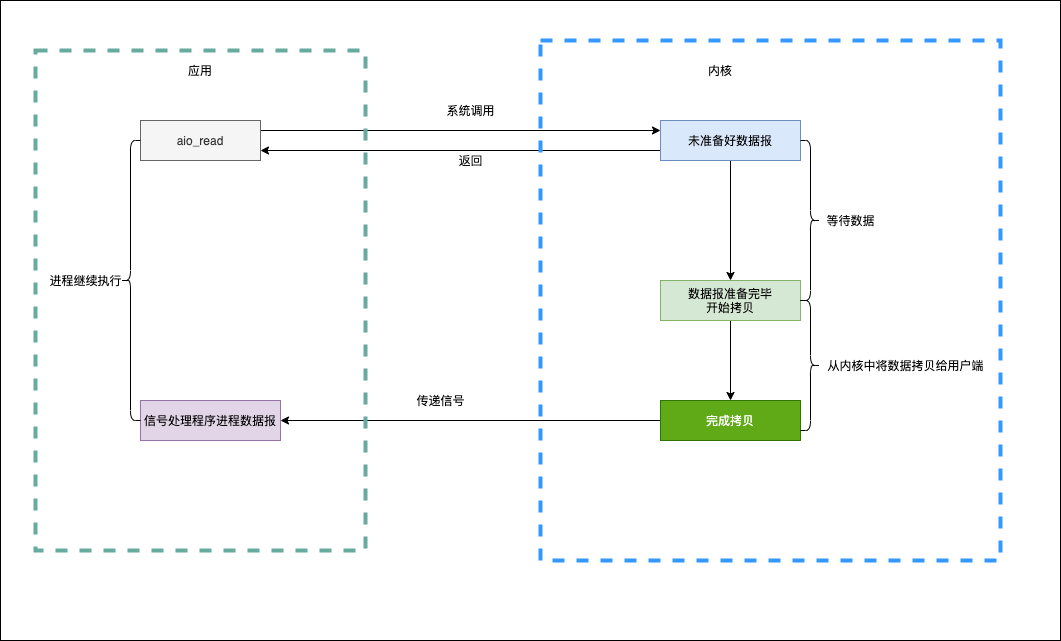 应用
内核
系统调用
aio_read
未准备好数据报
返回
等待数据
进程继续执行
数据报准备完毕
开始拷贝
从内核中将数据拷贝给用户端
传递信号
信号处理程序进程数据报
完成拷贝